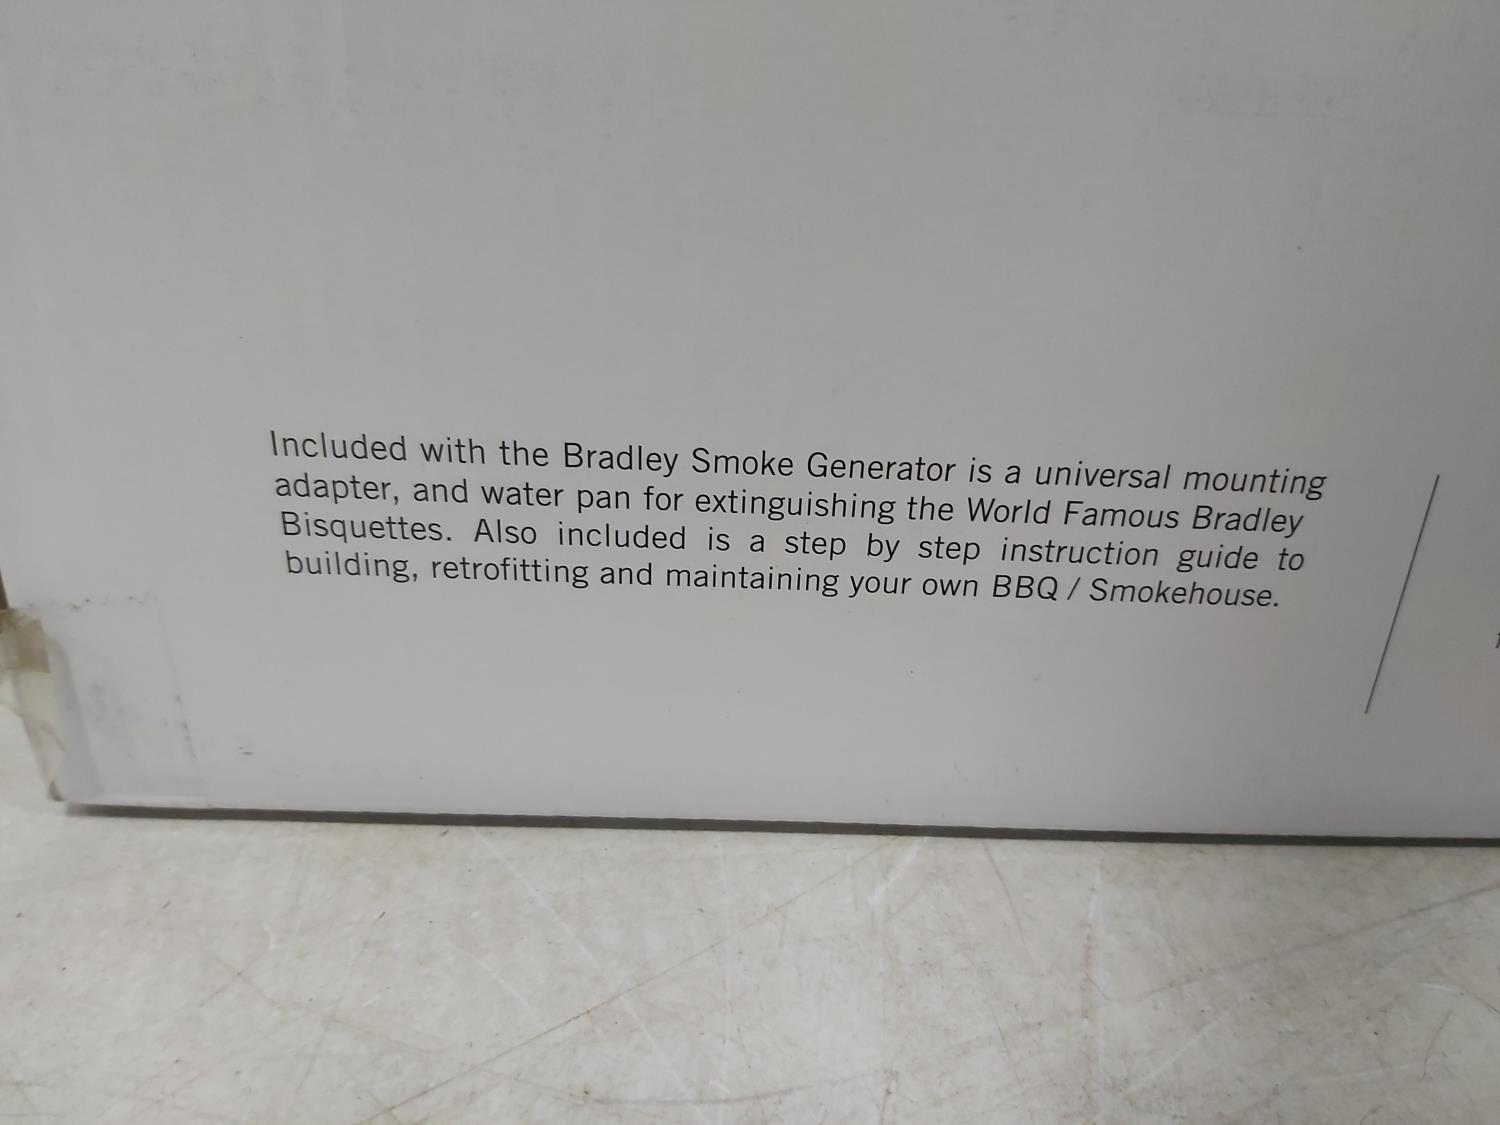 Included with the Bradley Smoke Generator is a universal mounting
adapter, and water pan for extinguishing the World Famous Bradley
Bisquettes. Also included is a step by step instruction guide to
building, retrofitting and maintaining your own BBQ / Smokehouse.